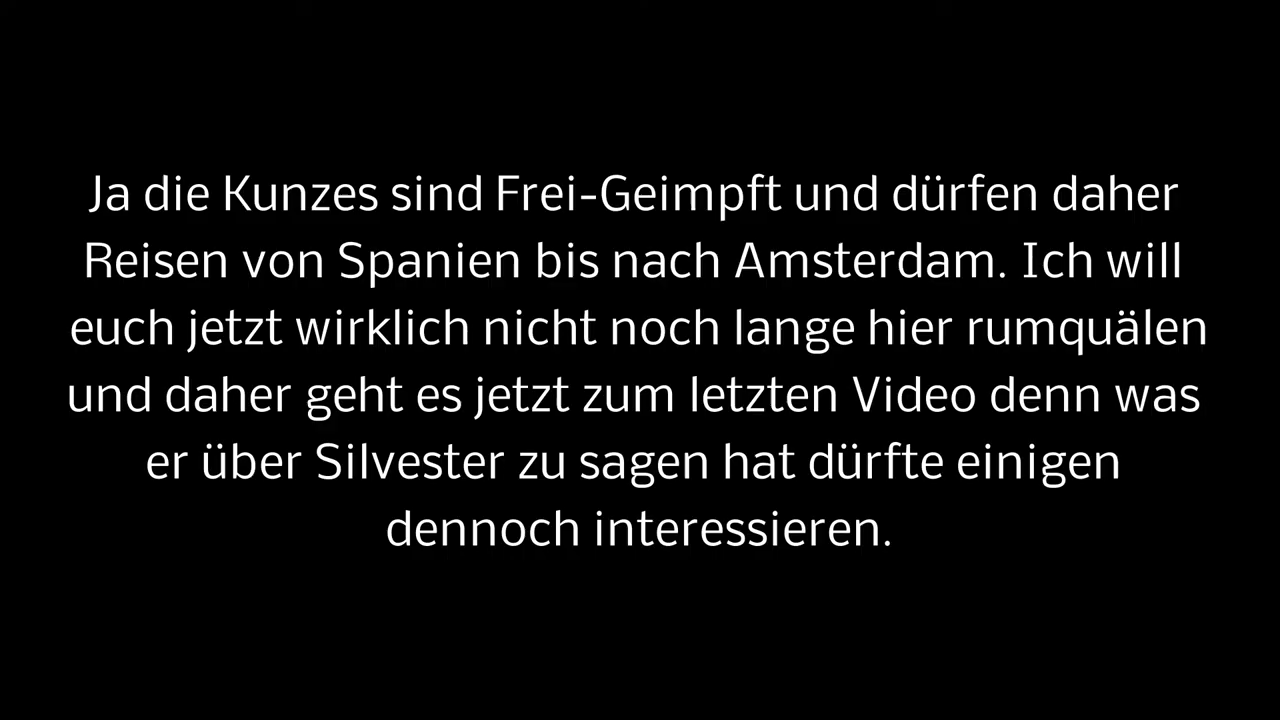 Ja die Kunzes sind Frei-Geimpft und dürfen daher
Reisen von Spanien bis nach Amsterdam. Ich will
euch jetzt wirklich nicht noch lange hier rumquälen
und daher geht es jetzt zum letzten Video denn was
er über Silvester zu sagen hat dürfte einigen
dennoch interessieren.